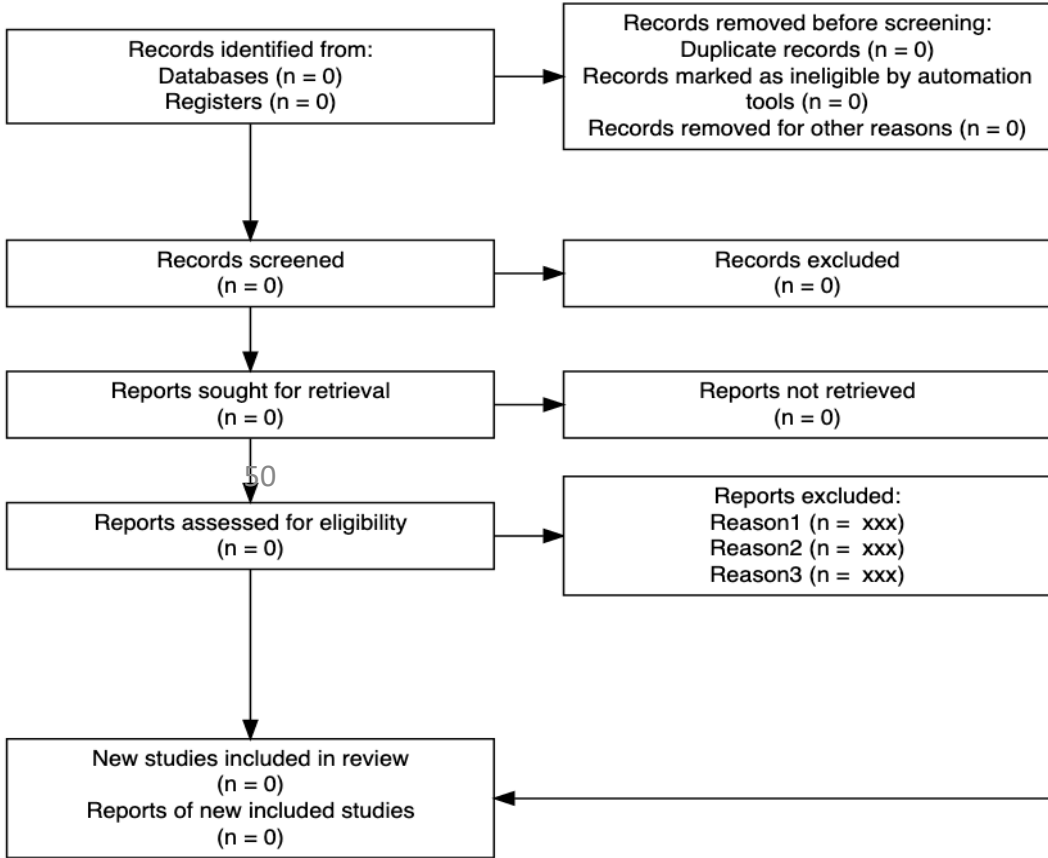 Records identified from:
Databases (n = 0)
Registers (n = 0)
Records removed before screening:
Duplicate records (n = 0)
Records marked as ineligible by automation
tools (n = 0)
Records removed for other reasons (n = 0)
Records screened
(n = 0)
Records excluded
(n = 0)
Reports sought for retrieval
(n = 0)
Reports not retrieved
(n = 0)
50
Reports assessed for eligibility
(n = 0)
Reports excluded:
Reason1 (n =  xxx)
Reason2 (n =  xxx)
Reason3 (n =  xxx)
New studies included in review
(n = 0)
Reports of new included studies
(n = 0)